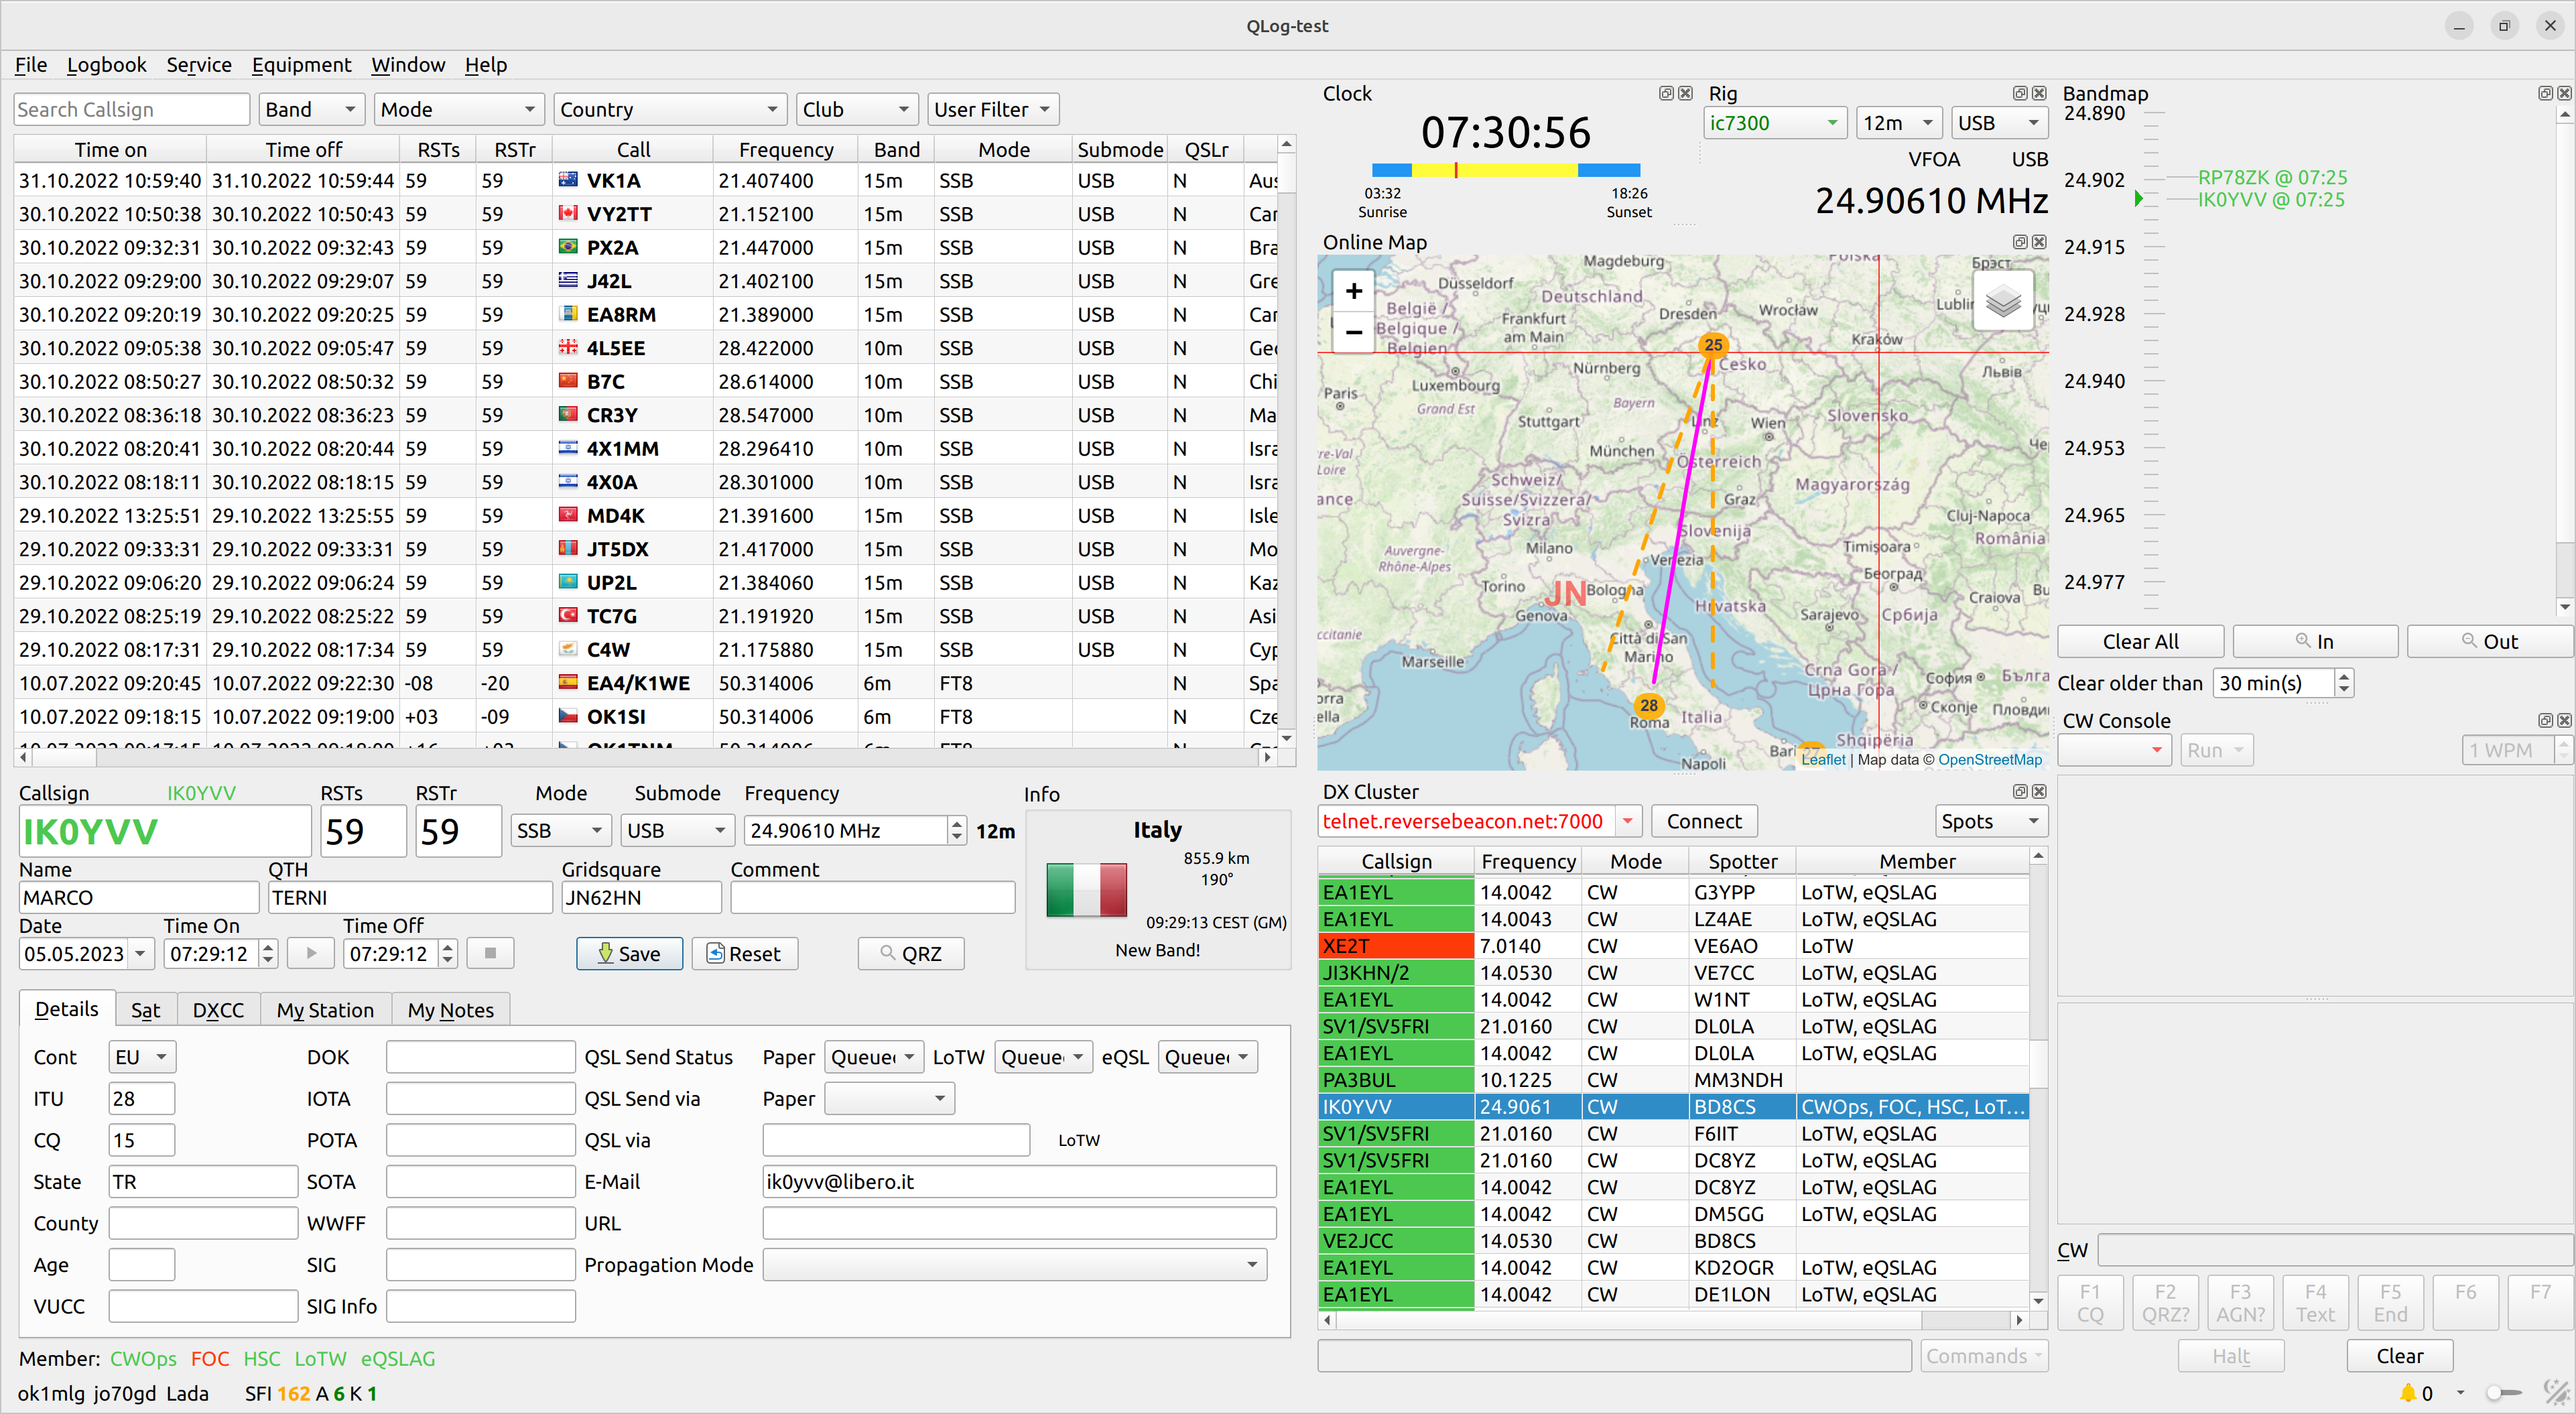 QLog-test
File Logbook Service Equipment Window Help
Search Callsign Band Mode Country Club User Filter
Time on Time off RSTs RSTr Call Frequency Band Mode Submode QSLr
31.10.2022 10:59:40 31.10.2022 10:59:44 59 59 VK1A 21.407400 15m SSB USB N Aus
30.10.2022 10:50:38 30.10.2022 10:50:43 59 59 VY2TT 21.152100 15m SSB USB N Car
30.10.2022 09:32:31 30.10.2022 09:32:43 59 59 PX2A 21.447000 15m SSB USB N Bra
30.10.2022 09:29:00 30.10.2022 09:29:07 59 59 J42L 21.402100 15m SSB USB N Gre
30.10.2022 09:20:19 30.10.2022 09:20:25 59 59 EA8RM 21.389000 15m SSB USB N Car
30.10.2022 09:05:38 30.10.2022 09:05:47 59 59 4L5EE 28.422000 10m SSB USB N Geo
30.10.2022 08:50:27 30.10.2022 08:50:32 59 59 B7C 28.614000 10m SSB USB N Chi
30.10.2022 08:36:18 30.10.2022 08:36:23 59 59 CR3Y 28.547000 10m SSB USB N Ma
30.10.2022 08:20:41 30.10.2022 08:20:44 59 59 4X1MM 28.296410 10m SSB USB N Isra
30.10.2022 08:18:11 30.10.2022 08:18:15 59 59 4X0A 28.301000 10m SSB USB N Isra
29.10.2022 13:25:51 29.10.2022 13:25:55 59 59 MD4K 21.391600 15m SSB USB N Isle
29.10.2022 09:33:31 29.10.2022 09:33:31 59 59 JT5DX 21.417000 15m SSB USB N Mo
29.10.2022 09:06:20 29.10.2022 09:06:24 59 59 UP2L 21.384060 15m SSB USB N Kaz
29.10.2022 08:25:19 29.10.2022 08:25:22 59 59 TC7G 21.191920 15m SSB USB N Asi
29.10.2022 08:17:31 29.10.2022 08:17:34 59 59 C4W 21.175880 15m SSB USB N Cyp
10.07.2022 09:20:45 10.07.2022 09:22:30 -08 -20 EA4/K1WE 50.314006 6m FT8 N Spa
10.07.2022 09:18:15 10.07.2022 09:19:00 +03 -09 OK1SI 50.314006 6m FT8 N Cze
Callsign IK0YVV RSTs RSTr Mode Submode Frequency
IK0YVV 59 59 SSB USB 24.90610 MHz 12m
Name QTH Gridsquare Comment
MARCO TERNI JN62HN
Date Time On Time Off
05.05.2023 07:29:12 07:29:12 Save Reset QRZ
Info
Italy
855.9 km
190°
09:29:13 CEST (GM)
New Band!
Details Sat DXCC My Station My Notes
Cont EU DOK QSL Send Status Paper Queue LoTW Queue eQSL Queue
ITU 28 IOTA QSL Send via Paper
CQ 15 POTA QSL via LoTW
State TR SOTA E-Mail ik0yvv@libero.it
County WWFF URL
Age SIG Propagation Mode
VUCC SIG Info
Member: CWOps FOC HSC LoTW eQSLAG
ok1mlg jo70gd Lada SFI 162 A 6 K 1
Clock
07:30:56
03:32 18:26
Sunrise Sunset
Rig
ic7300 12m USB
VFOA USB
24.90610 MHz
Online Map
+
−
Magdeburg
Polska
Брэст
Düsseldorf
Deutschland
België /
Belgique /
Belgien
Frankfurt
am Main
Dresden
Wrocław
Lublin
25
Česko
Kraków
Львів
Paris
Luxembourg
Nürnberg
Grand Est
Bayern
Stuttgart
Linz
Wien
Slovensko
München
Österreich
re-Val
Loire
ance
Schweiz/
Suisse/Svizzera/
Svizra
Graz
Magyarország
Cluj-Napoca
România
Slovenija
Auvergne-
Rhône-Alpes
Milano
Venezia
Timișoara
Torino
JN
Bologna
Београд
Genova
Hrvatska
Sarajevo
Србија
Craiova
Bu
ccitanie
Città di San
Marino
Marseille
Crna Gora /
Црна Гора
София
Бълга
28
Roma
Italia
Скопје
Пловди
Shqipëria
Bari
27
Napoli
Leaflet | Map data © OpenStreetMap
DX Cluster
telnet.reversebeacon.net:7000 Connect Spots
Callsign Frequency Mode Spotter Member
EA1EYL 14.0042 CW G3YPP LoTW, eQSLAG
EA1EYL 14.0043 CW LZ4AE LoTW, eQSLAG
XE2T 7.0140 CW VE6AO LoTW
JI3KHN/2 14.0530 CW VE7CC LoTW, eQSLAG
EA1EYL 14.0042 CW W1NT LoTW, eQSLAG
SV1/SV5FRI 21.0160 CW DL0LA LoTW, eQSLAG
EA1EYL 14.0042 CW DL0LA LoTW, eQSLAG
PA3BUL 10.1225 CW MM3NDH
IK0YVV 24.9061 CW BD8CS CWOps, FOC, HSC, LoT...
SV1/SV5FRI 21.0160 CW F6IIT LoTW, eQSLAG
SV1/SV5FRI 21.0160 CW DC8YZ LoTW, eQSLAG
EA1EYL 14.0042 CW DC8YZ LoTW, eQSLAG
EA1EYL 14.0042 CW DM5GG LoTW, eQSLAG
VE2JCC 14.0530 CW BD8CS
EA1EYL 14.0042 CW KD2OGR LoTW, eQSLAG
EA1EYL 14.0042 CW DE1LON LoTW, eQSLAG
Commands
Bandmap
24.890
24.902 RP78ZK @ 07:25
IK0YVV @ 07:25
24.915
24.928
24.940
24.953
24.965
24.977
Clear All In Out
Clear older than 30 min(s)
CW Console
Run 1 WPM
CW
F1 F2 F3 F4 F5 F6 F7
CQ QRZ? AGN? Text End
Halt Clear
0